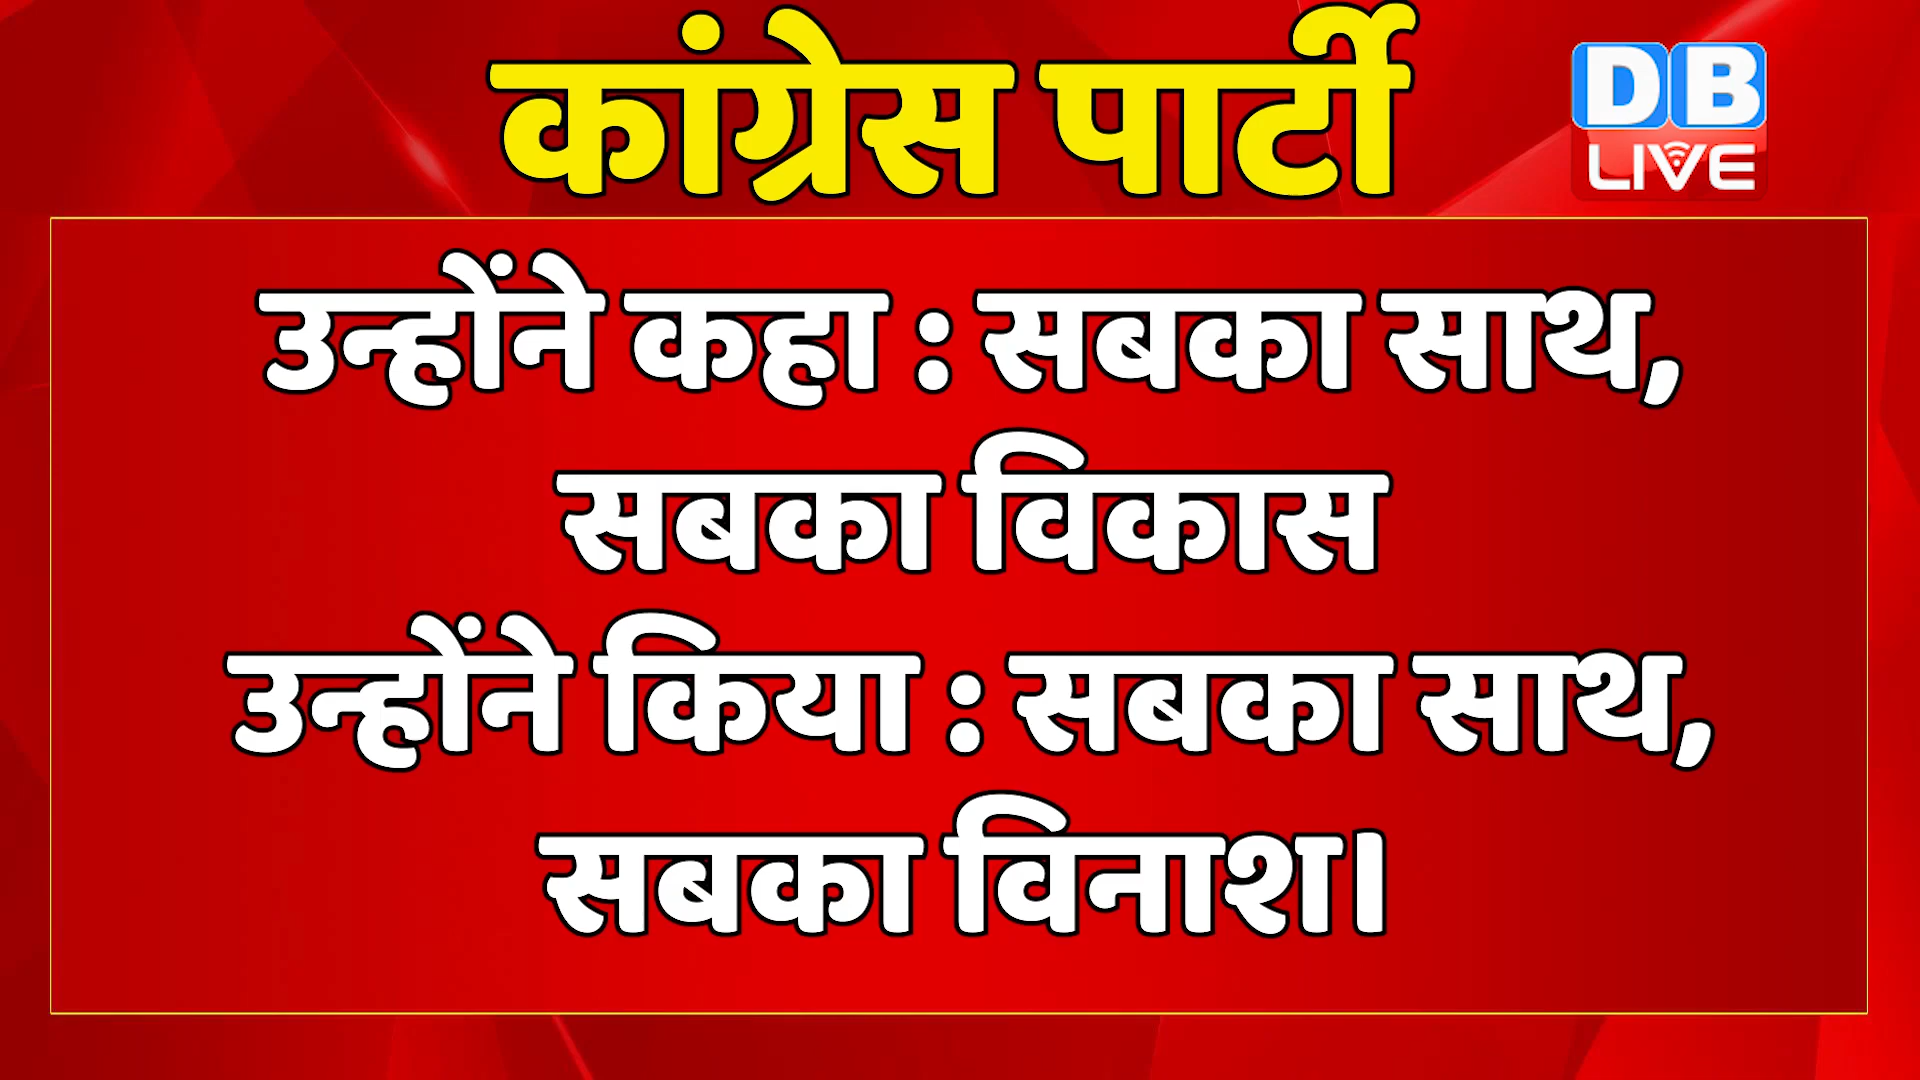 कांग्रेस पार्टी
DB
LIVE
उन्होंने कहा : सबका साथ,
सबका विकास
उन्होंने किया : सबका साथ,
सबका विनाश।